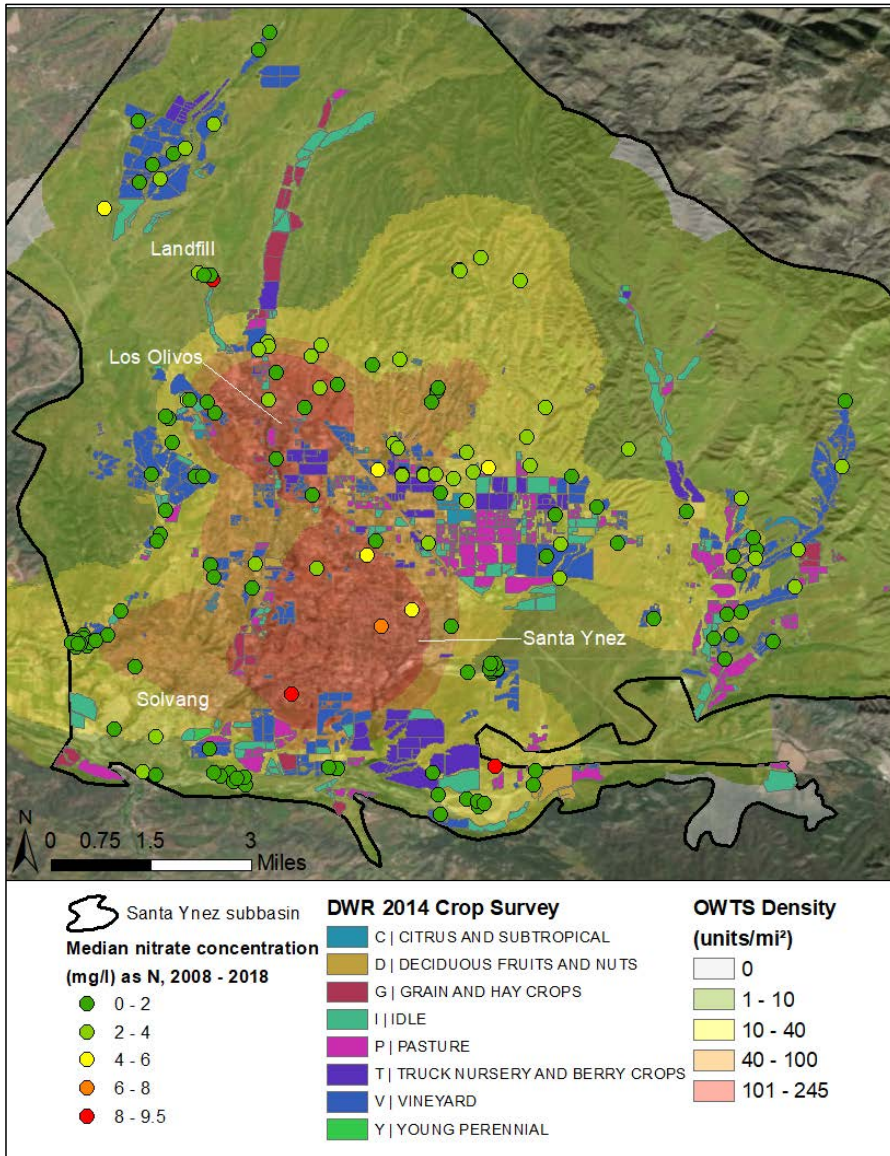 Landfill
Los Olivos
Santa Ynez
Solvang
N
0 0.75 1.5 3
Miles
Santa Ynez subbasin
Median nitrate concentration
(mg/l) as N, 2008 - 2018
0 - 2
2 - 4
4 - 6
6 - 8
8 - 9.5
DWR 2014 Crop Survey
C | CITRUS AND SUBTROPICAL
D | DECIDUOUS FRUITS AND NUTS
G | GRAIN AND HAY CROPS
I | IDLE
P | PASTURE
T | TRUCK NURSERY AND BERRY CROPS
V | VINEYARD
Y | YOUNG PERENNIAL
OWTS Density
(units/mi²)
0
1 - 10
10 - 40
40 - 100
101 - 245